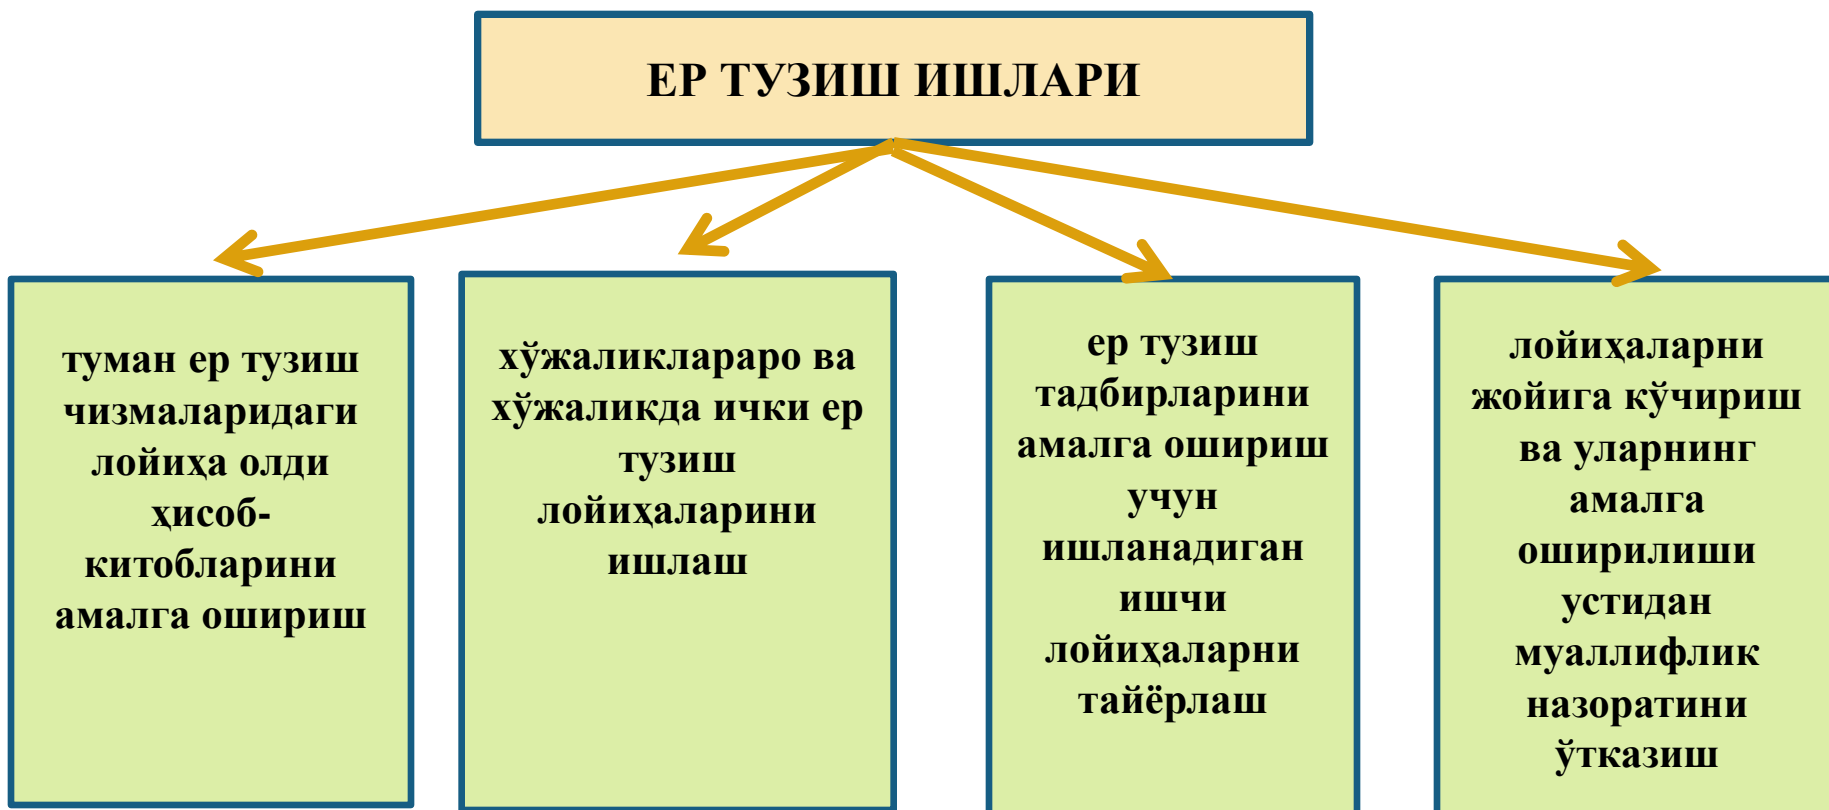 ЕР ТУЗИШ ИШЛАРИ
туман ер тузиш
чизмаларидаги
лойиҳа олди
ҳисоб-
китобларини
амалга ошириш
хўжаликлараро ва
хўжаликда ички ер
тузиш
лойиҳаларини
ишлаш
ер тузиш
тадбирларини
амалга ошириш
учун
ишланадиган
ишчи
лойиҳаларни
тайёрлаш
лойиҳаларни
жойига кўчириш
ва уларнинг
амалга
оширилиши
устидан
муаллифлик
назоратини
ўтказиш